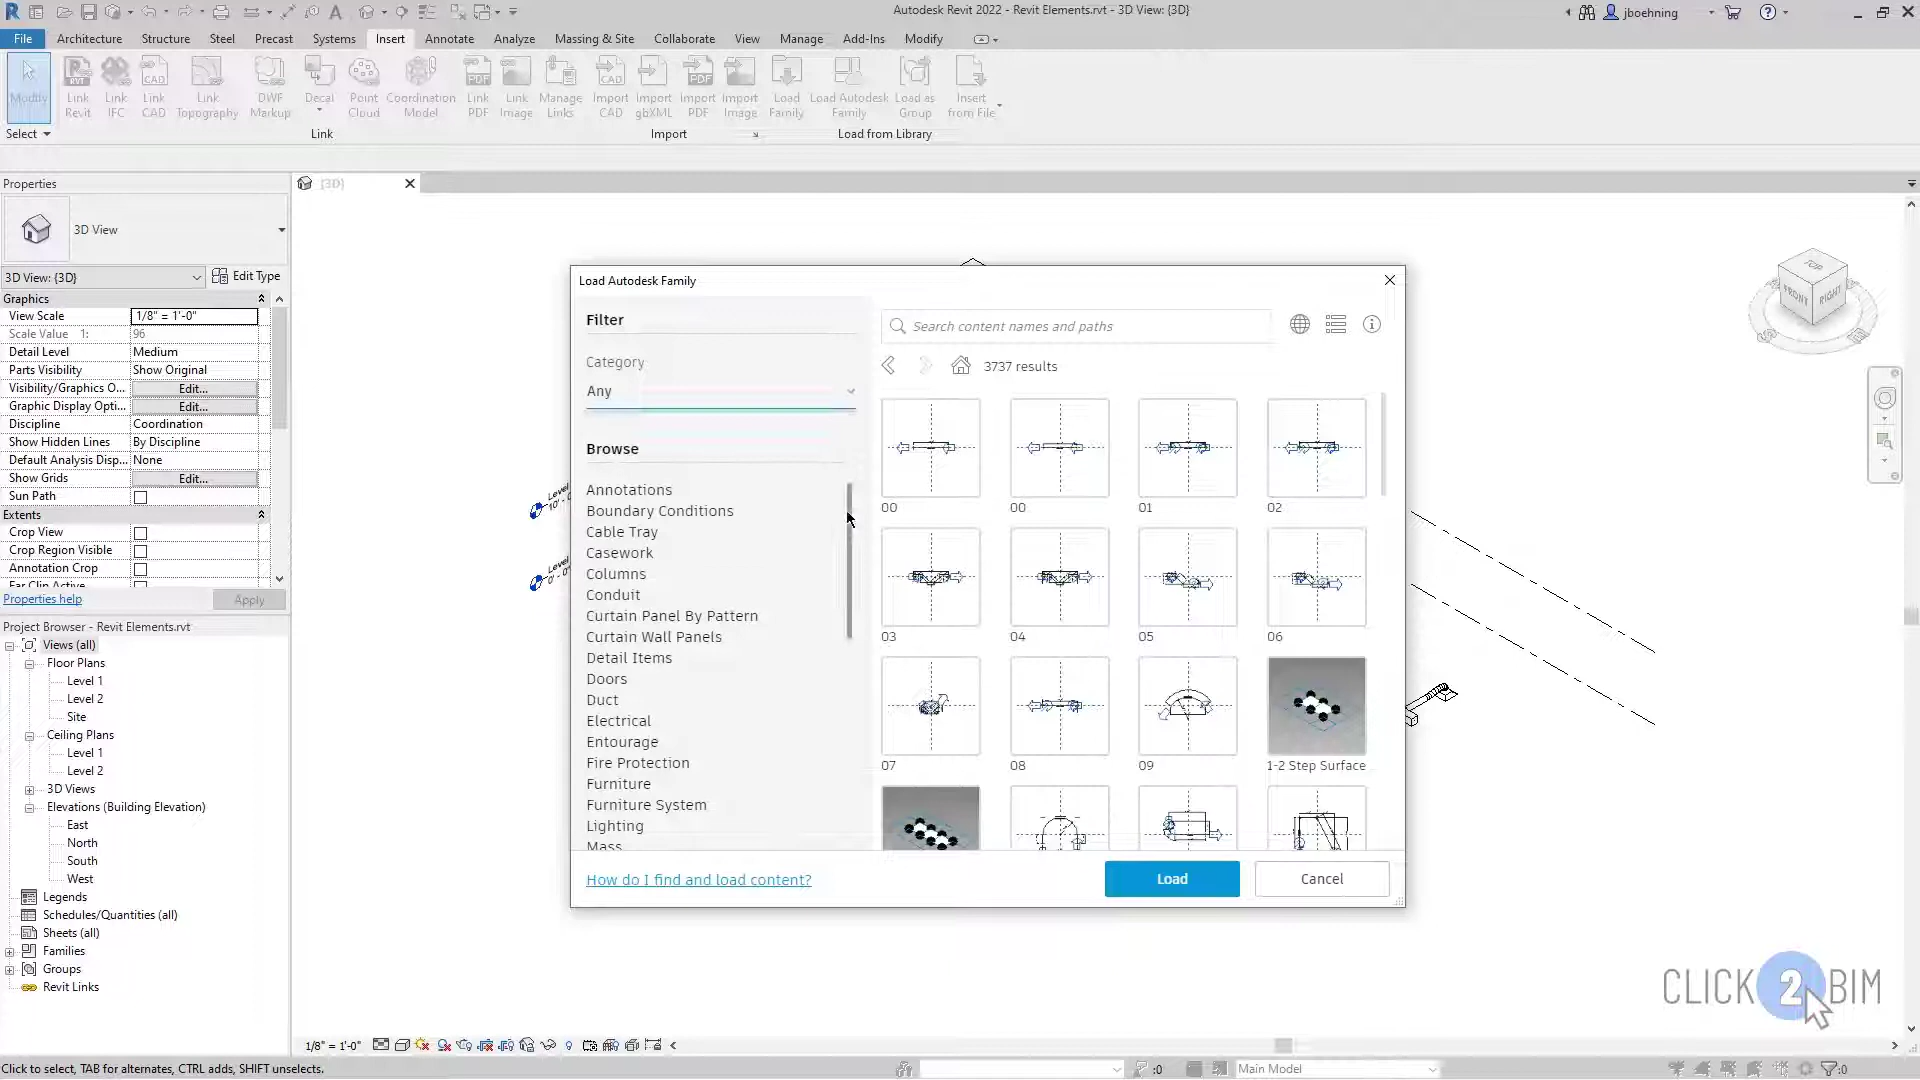 Autodesk Revit 2022 - Revit Elements.rvt - 3D View: {3D}
jboehning
File Architecture Structure Steel Precast Systems Insert Annotate Analyze Massing & Site Collaborate View Manage Add-Ins Modify
Modify
Link Revit
Link IFC
Link CAD
Link Topography
DWF Markup
Decal
Point Cloud
Coordination Model
Link PDF
Link Image
Manage Links
Import CAD
Import gbXML
Import PDF
Import Image
Load Family
Load Autodesk Family
Load as Group
Insert from File
Select
Link
Import
Load from Library
Properties
{3D}
3D View
3D View: {3D}
Edit Type
Graphics
View Scale 1/8" = 1'-0"
Scale Value 1: 96
Detail Level Medium
Parts Visibility Show Original
Visibility/Graphics O... Edit...
Graphic Display Opti... Edit...
Discipline Coordination
Show Hidden Lines By Discipline
Default Analysis Disp... None
Show Grids Edit...
Sun Path
Extents
Crop View
Crop Region Visible
Annotation Crop
Far Clip Active
Properties help
Apply
Project Browser - Revit Elements.rvt
Views (all)
Floor Plans
Level 1
Level 2
Site
Ceiling Plans
Level 1
Level 2
3D Views
Elevations (Building Elevation)
East
North
South
West
Legends
Schedules/Quantities (all)
Sheets (all)
Families
Groups
Revit Links
Level
Level
0' - 0"
Load Autodesk Family
Filter
Category
Any
Browse
Annotations
Boundary Conditions
Cable Tray
Casework
Columns
Conduit
Curtain Panel By Pattern
Curtain Wall Panels
Detail Items
Doors
Duct
Electrical
Entourage
Fire Protection
Furniture
Furniture System
Lighting
Mass
Search content names and paths
3737 results
00 00 01 02
03 04 05 06
07 08 09 1-2 Step Surface
How do I find and load content?
Load
Cancel
TOP
FRONT
RIGHT
CLICK 2 BIM
1/8" = 1'-0"
Click to select, TAB for alternates, CTRL adds, SHIFT unselects.
:0
Main Model
:0